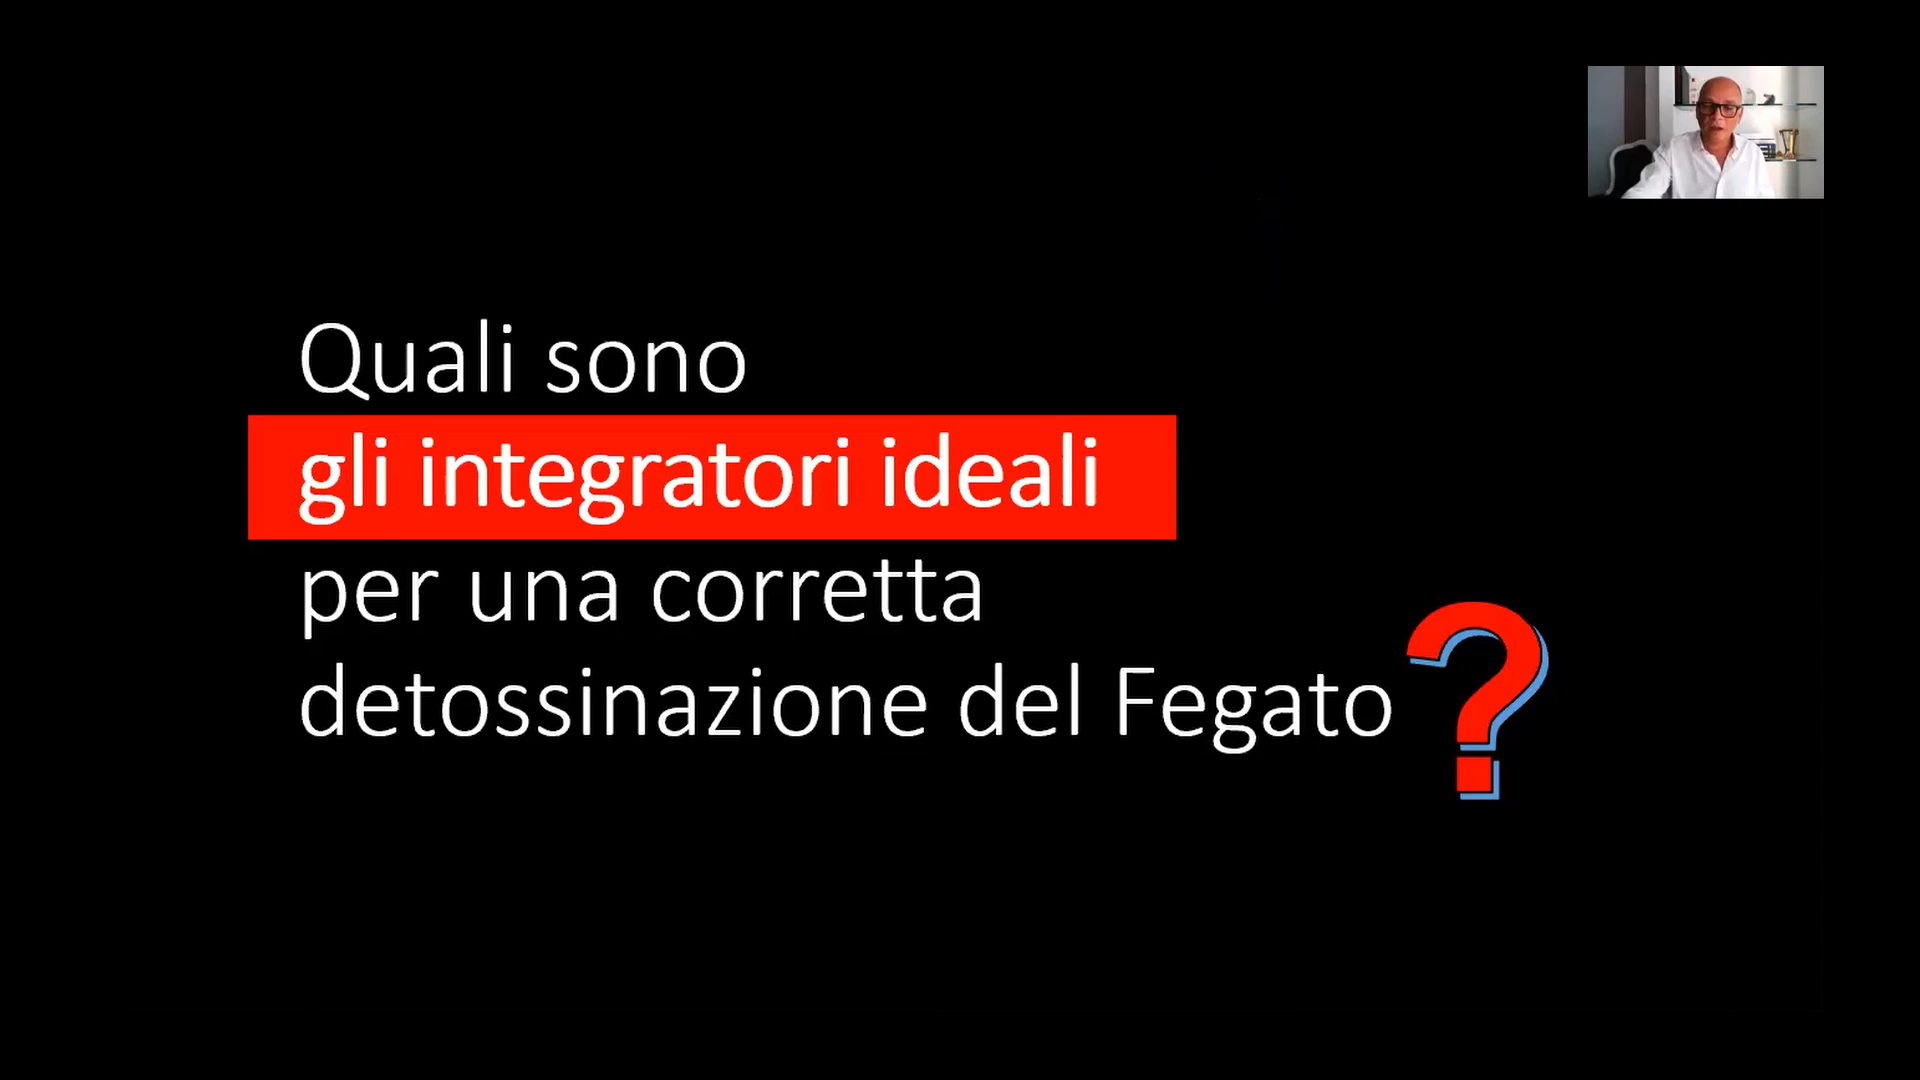 Quali sono
gli integratori ideali
per una corretta
detossinazione del Fegato?